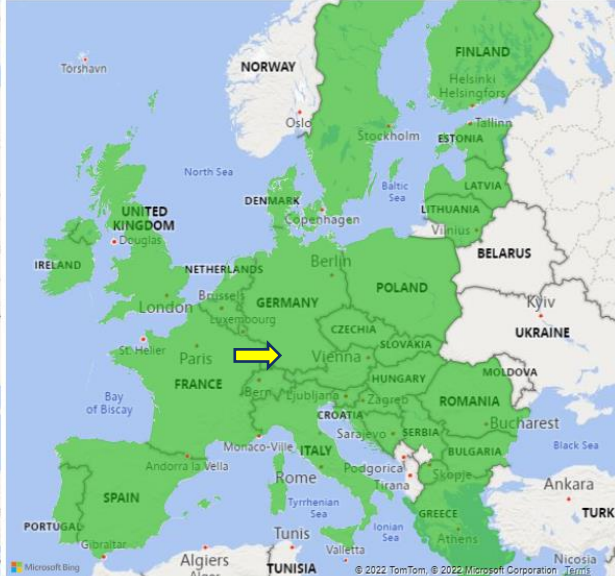 Tórshavn
NORWAY
FINLAND
Helsinki
Helsingfors
Oslo
Stockholm
Tallinn
ESTONIA
North Sea
Baltic
Sea
LATVIA
DENMARK
Copenhagen
LITHUANIA
Vilnius
UNITED
KINGDOM
Douglas
BELARUS
IRELAND
NETHERLANDS
Berlin
POLAND
London
Brussels
GERMANY
Kyiv
Luxembourg
UKRAINE
CZECHIA
St. Helier
Paris
Vienna
SLOVAKIA
MOLDOVA
FRANCE
Bern
HUNGARY
Bay
of Biscay
Ljubljana
Zagreb
ROMANIA
CROATIA
Bucharest
Monaco-Ville
ITALY
Sarajevo
SERBIA
Black Sea
Andorra la Vella
BULGARIA
Rome
Podgorica
Skopje
Tirana
Ankara
SPAIN
Tyrrhenian
Sea
GREECE
TURK
PORTUGAL
Ionian
Sea
Athens
Gibraltar
Tunis
Valletta
Algiers
TUNISIA
Nicosia
Microsoft Bing
© 2022 TomTom, © 2022 Microsoft Corporation Terms